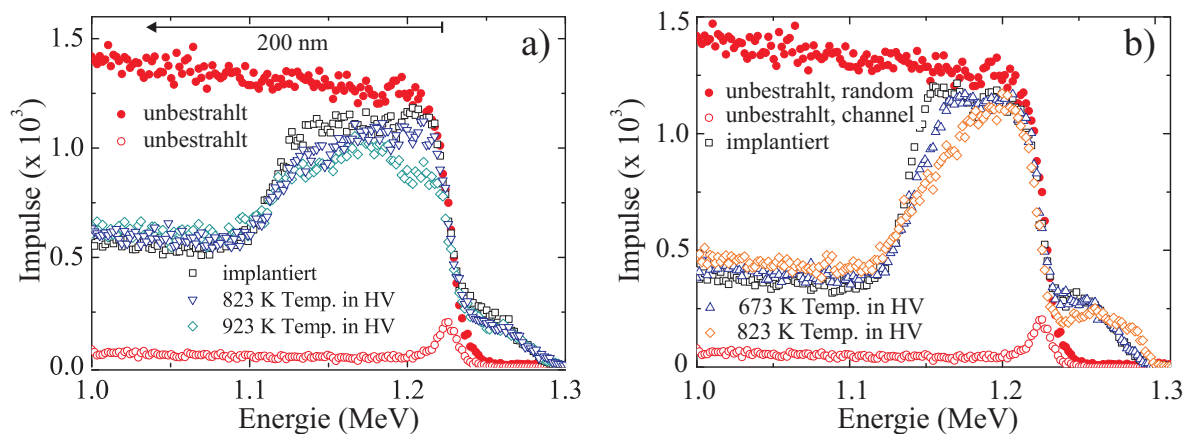 200 nm
a)
1.5
1.0
0.5
0.0
Impulse (x 10³)
unbestrahlt
unbestrahlt
implantiert
823 K Temp. in HV
923 K Temp. in HV
1.0
1.1
1.2
1.3
Energie (MeV)
b)
1.5
1.0
0.5
0
Impulse (x 10³)
unbestrahlt, random
unbestrahlt, channel
implantiert
673 K Temp. in HV
823 K Temp. in HV
1.0
1.1
1.2
1.3
Energie (MeV)